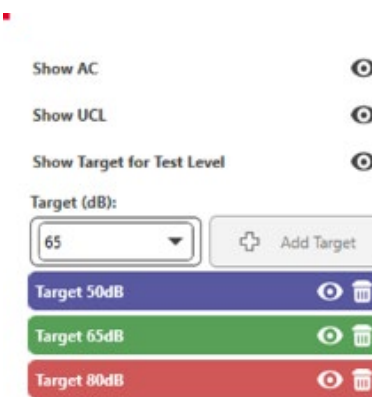 Show AC
Show UCL
Show Target for Test Level
Target (dB):
65
Add Target
Target 50dB
Target 65dB
Target 80dB